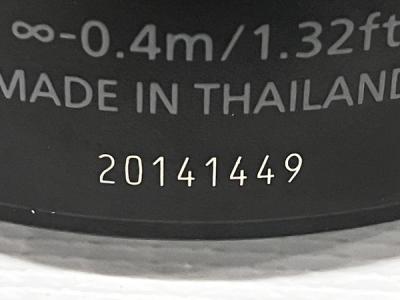 ∞-0.4m/1.32ft
MADE IN THAILAND
20141449